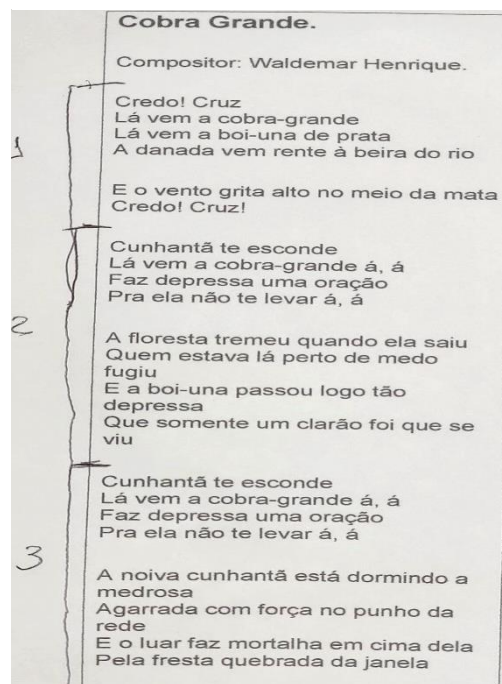 Cobra Grande.
Compositor: Waldemar Henrique.
Credo! Cruz
Lá vem a cobra-grande
Lá vem a boi-una de prata
A danada vem rente à beira do rio
E o vento grita alto no meio da mata
Credo! Cruz!
Cunhantã te esconde
Lá vem a cobra-grande á, á
Faz depressa uma oração
Pra ela não te levar á, á
A floresta tremeu quando ela saiu
Quem estava lá perto de medo
fugiu
E a boi-una passou logo tão
depressa
Que somente um clarão foi que se
viu
Cunhantã te esconde
Lá vem a cobra-grande á, á
Faz depressa uma oração
Pra ela não te levar á, á
A noiva cunhantã está dormindo a
medrosa
Agarrada com força no punho da
rede
E o luar faz mortalha em cima dela
Pela fresta quebrada da janela
1
2
3